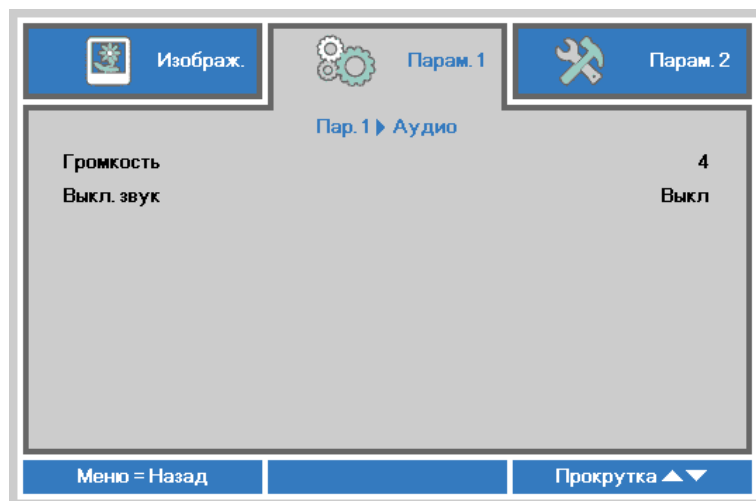 Изображ. Парам. 1 Парам. 2
Пар. 1 Аудио
Громкость 4
Выкл. звук Выкл
Меню = Назад Прокрутка